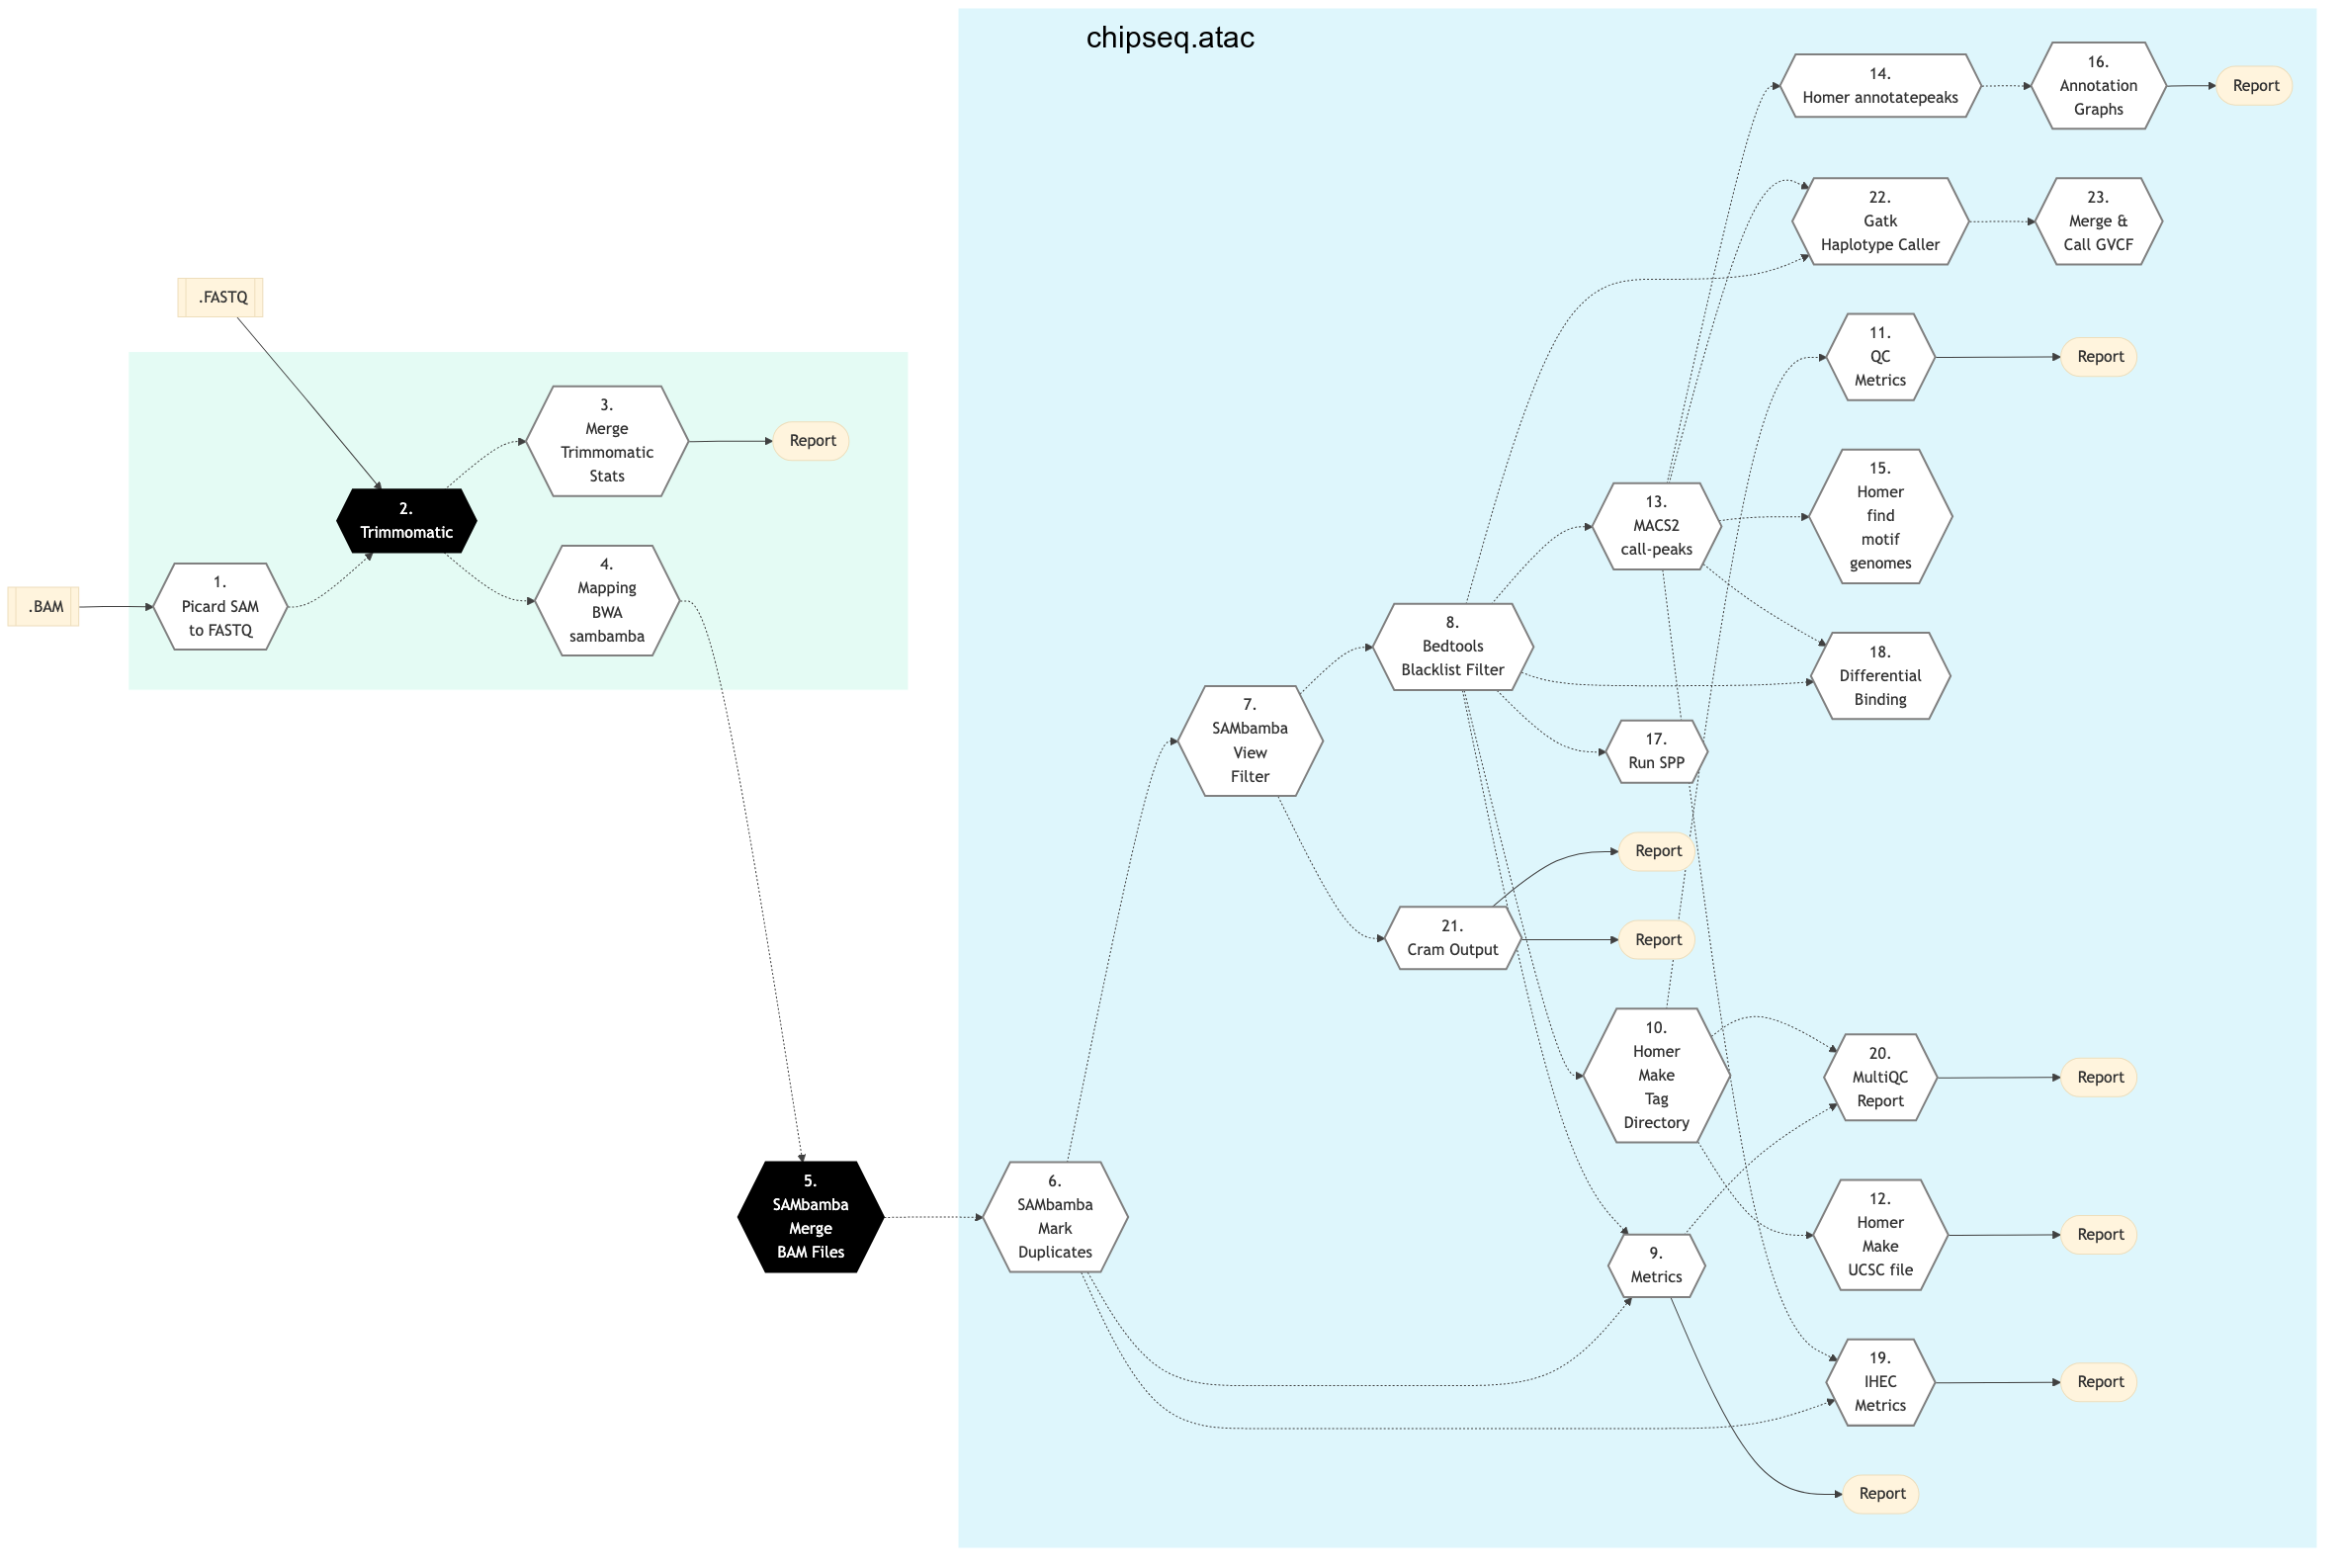 chipseq.atac
.FASTQ
.BAM
1.
Picard SAM
to FASTQ
2.
Trimmomatic
3.
Merge
Trimmomatic
Stats
Report
4.
Mapping
BWA
sambamba
5.
SAMbamba
Merge
BAM Files
6.
SAMbamba
Mark
Duplicates
7.
SAMbamba
View
Filter
8.
Bedtools
Blacklist Filter
21.
Cram Output
Report
Report
13.
MACS2
call-peaks
17.
Run SPP
10.
Homer
Make
Tag
Directory
9.
Metrics
Report
14.
Homer annotatepeaks
16.
Annotation
Graphs
Report
22.
Gatk
Haplotype Caller
23.
Merge &
Call GVCF
11.
QC
Metrics
Report
15.
Homer
find
motif
genomes
18.
Differential
Binding
20.
MultiQC
Report
Report
12.
Homer
Make
UCSC file
Report
19.
IHEC
Metrics
Report